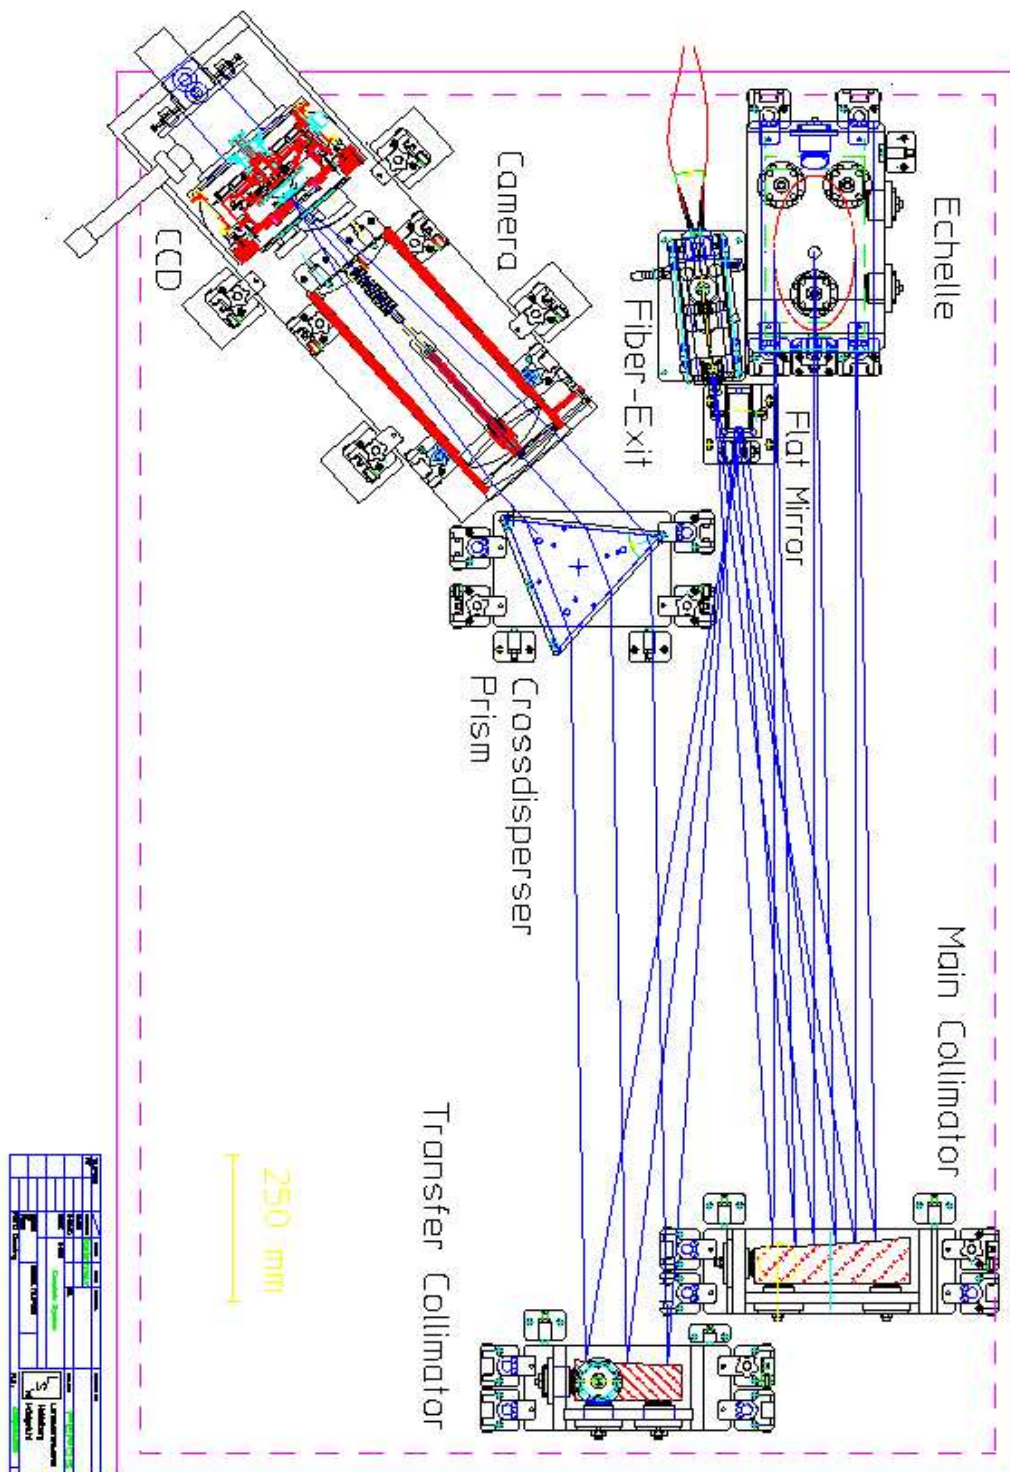 Echelle
Camera
CCD
Fiber-Exit
Flat Mirror
Crossdisperser
Prism
Main Collimator
Transfer Collimator
250 mm